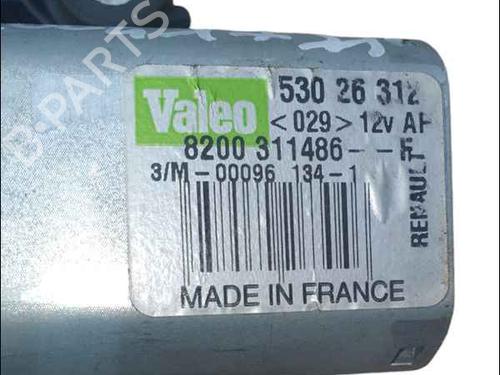 B-PARTS
Valeo
530 26 312
<029> 12v AF
8200 311486--F
3/M-00096 134-1
RENAULT
MADE IN FRANCE